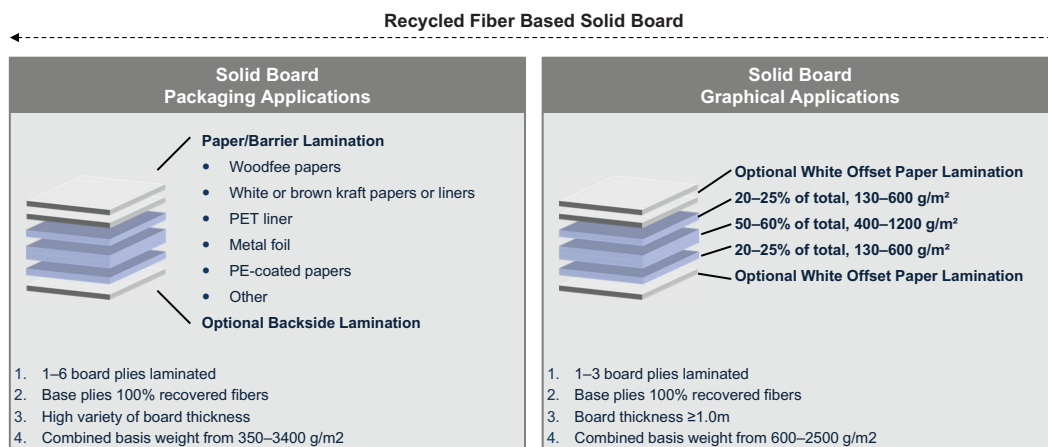 Recycled Fiber Based Solid Board
Solid Board
Packaging Applications
Paper/Barrier Lamination
• Woodfee papers
• White or brown kraft papers or liners
• PET liner
• Metal foil
• PE-coated papers
• Other
Optional Backside Lamination
1. 1–6 board plies laminated
2. Base plies 100% recovered fibers
3. High variety of board thickness
4. Combined basis weight from 350–3400 g/m2
Solid Board
Graphical Applications
Optional White Offset Paper Lamination
20–25% of total, 130–600 g/m²
50–60% of total, 400–1200 g/m²
20–25% of total, 130–600 g/m²
Optional White Offset Paper Lamination
1. 1–3 board plies laminated
2. Base plies 100% recovered fibers
3. Board thickness ≥1.0m
4. Combined basis weight from 600–2500 g/m2